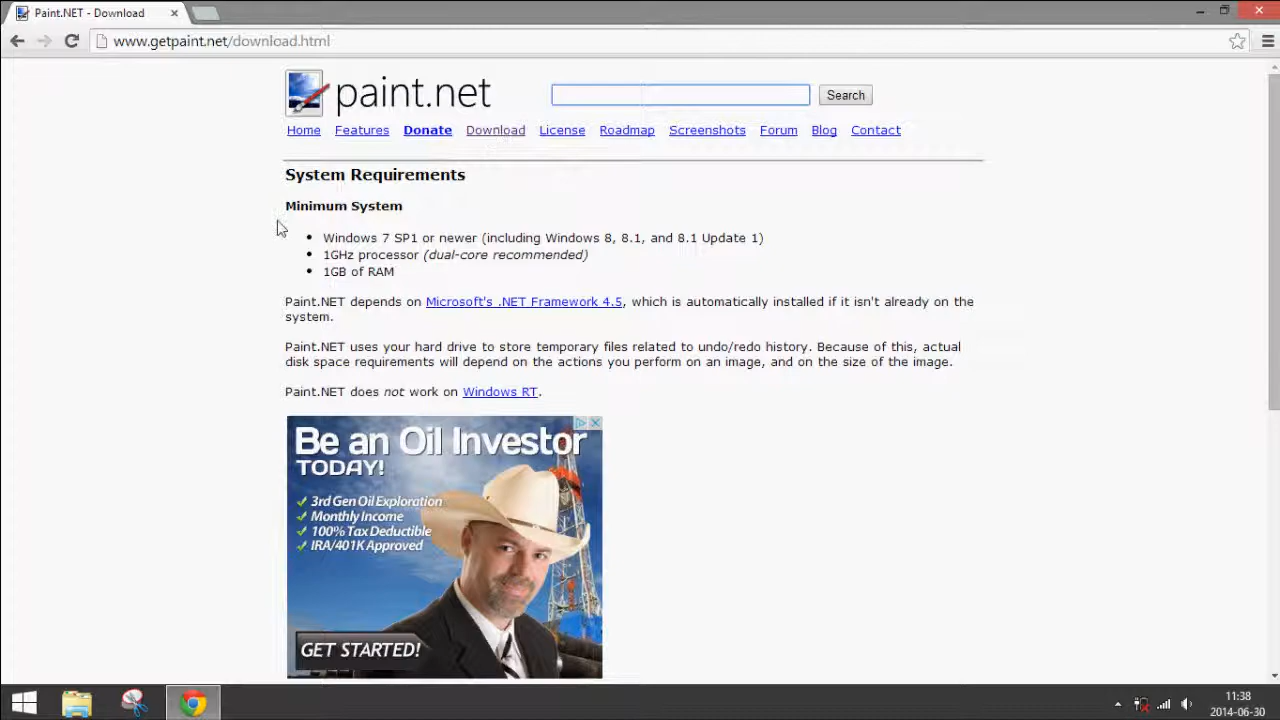 Paint.NET - Download
www.getpaint.net/download.html
paint.net
Search
Home Features Donate Download License Roadmap Screenshots Forum Blog Contact
System Requirements
Minimum System
Windows 7 SP1 or newer (including Windows 8, 8.1, and 8.1 Update 1)
1GHz processor (dual-core recommended)
1GB of RAM
Paint.NET depends on Microsoft's .NET Framework 4.5, which is automatically installed if it isn't already on the
system.
Paint.NET uses your hard drive to store temporary files related to undo/redo history. Because of this, actual
disk space requirements will depend on the actions you perform on an image, and on the size of the image.
Paint.NET does not work on Windows RT.
Be an Oil Investor
TODAY!
3rd Gen Oil Exploration
Monthly Income
100% Tax Deductible
IRA/401K Approved
GET STARTED!
11:38
2014-06-30